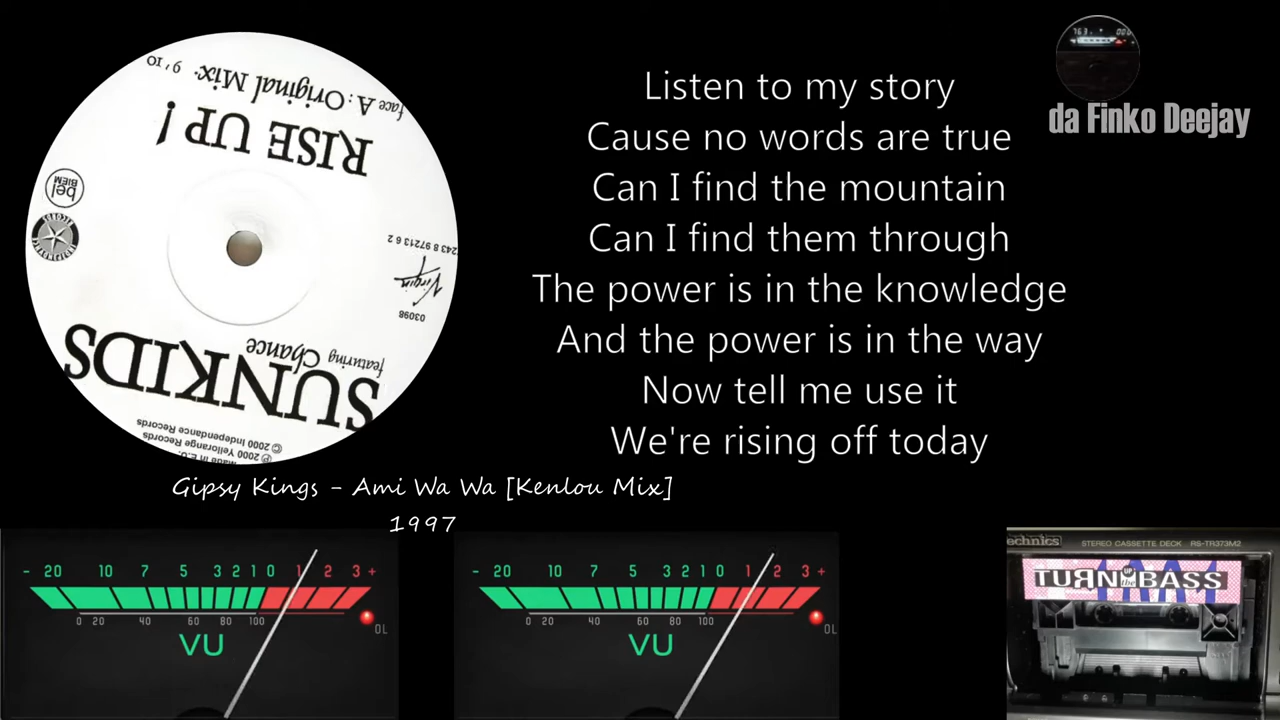 face A : Original Mix. 9'10
RISE UP !
be!
BIEM
7243 8 97213 6 2
Virgin
03098
SUNKIDS
featuring Chance
℗ 2000 Yellorange Records
© 2000 Independance Records
Made in E.U.
Listen to my story
Cause no words are true
Can I find the mountain
Can I find them through
The power is in the knowledge
And the power is in the way
Now tell me use it
We're rising off today
da Finko Deejay
Gipsy Kings - Ami Wa Wa [Kenlou Mix]
1997
- 20 10 7 5 3 2 1 0 1 2 3 +
0 20 40 60 80 100
VU
OL
- 20 10 7 5 3 2 1 0 1 2 3 +
0 20 40 60 80 100
VU
OL
echnics STEREO CASSETTE DECK RS-TR373M2
TURN UP the BASS